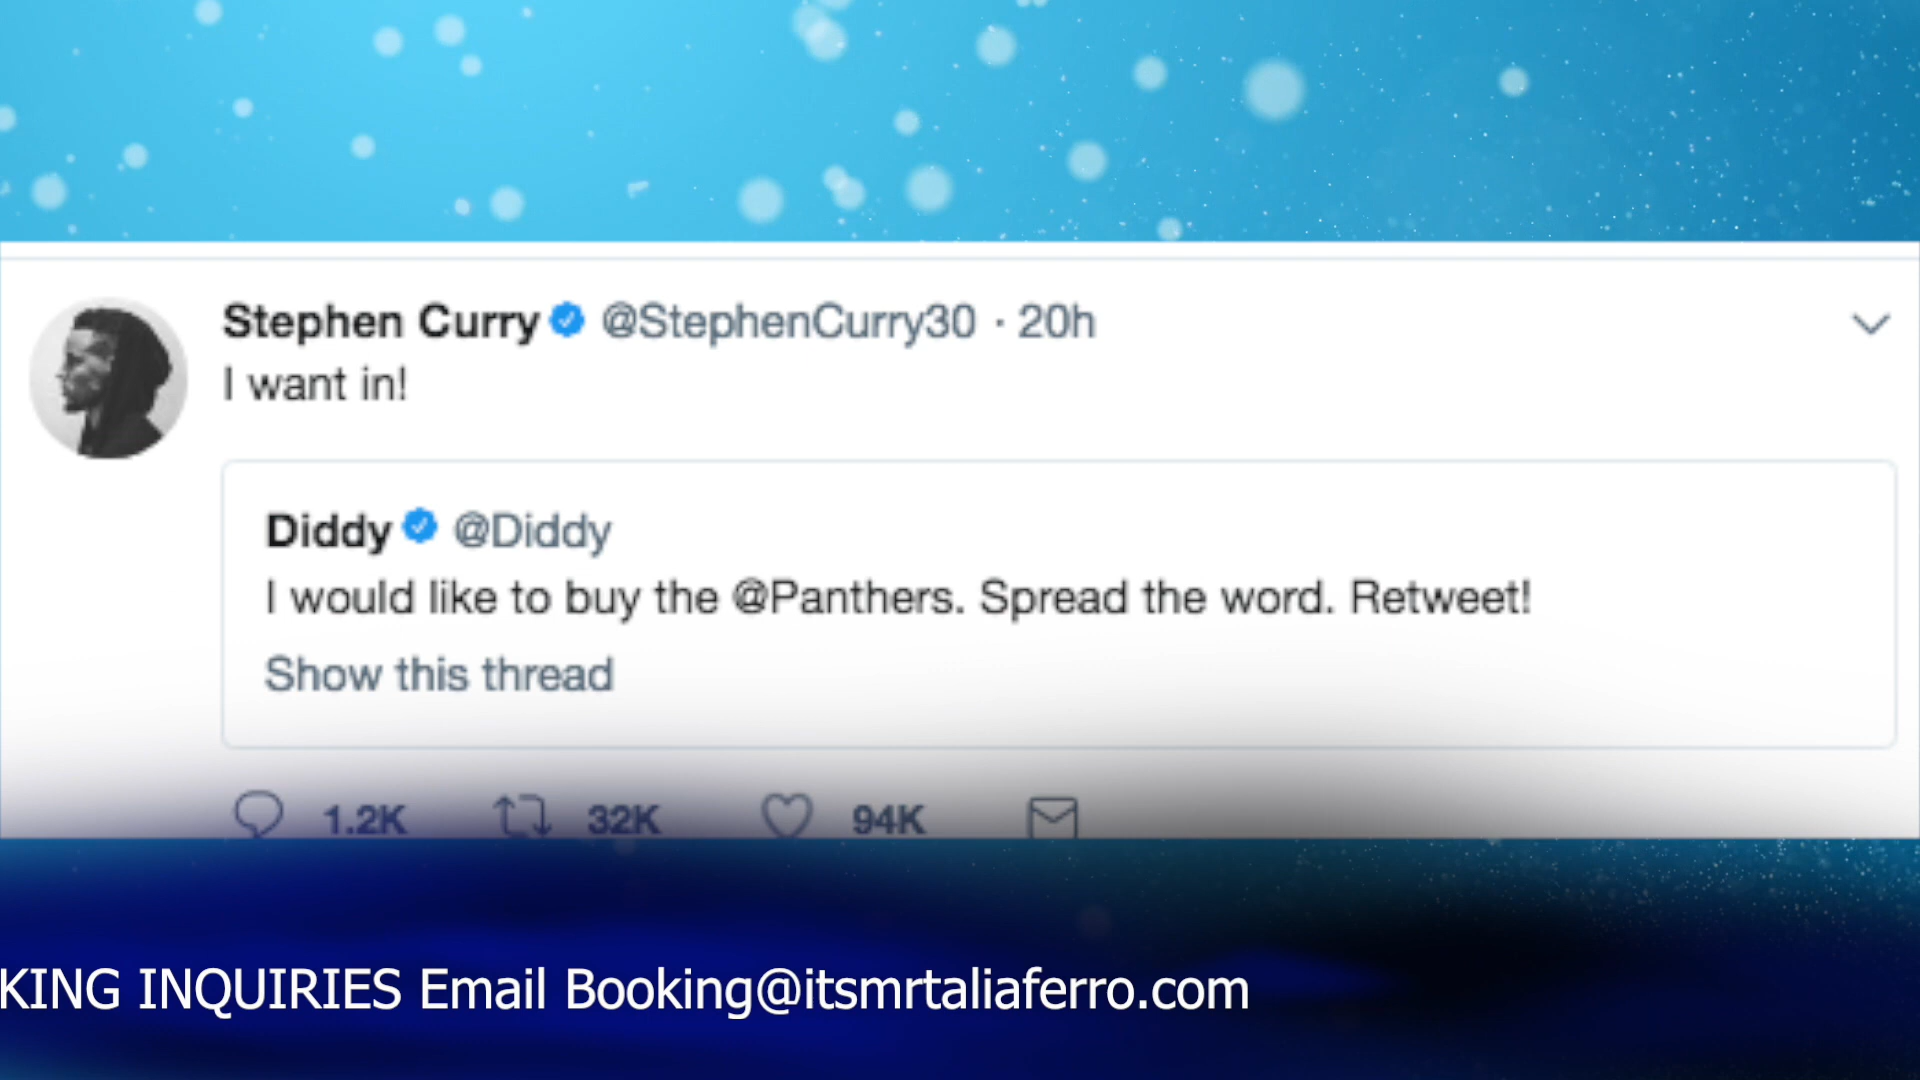 Stephen Curry @StephenCurry30 · 20h
I want in!
Diddy @Diddy
I would like to buy the @Panthers. Spread the word. Retweet!
Show this thread
1.2K 32K 94K
KING INQUIRIES Email Booking@itsmrtaliaferro.com